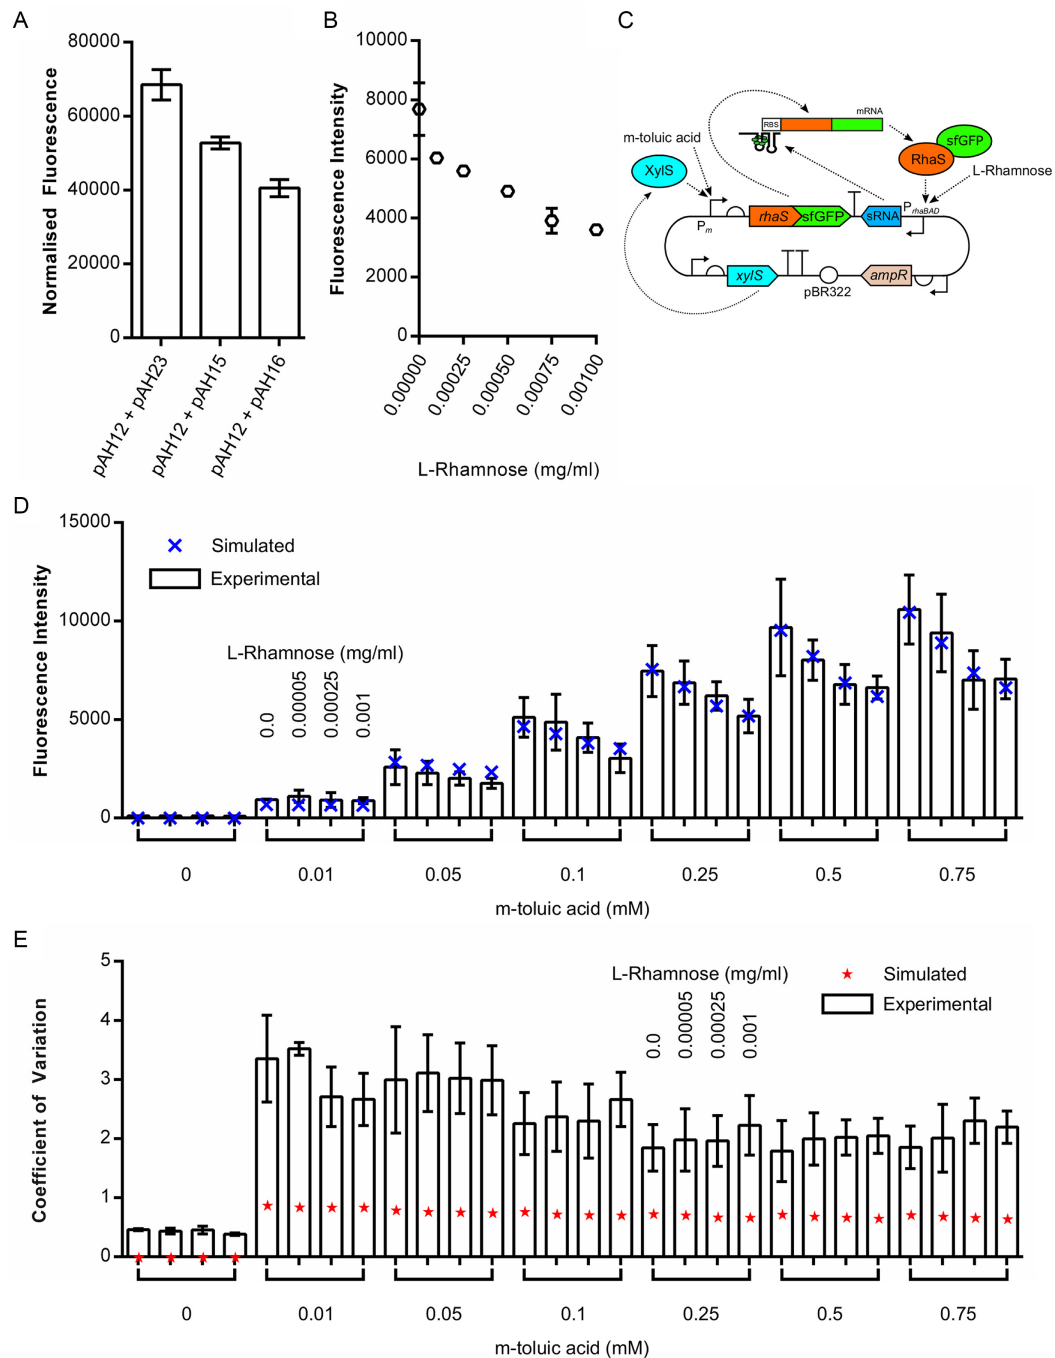 A
80000
60000
40000
20000
0
Normalised Fluorescence
pAH12 + pAH23
pAH12 + pAH15
pAH12 + pAH16
B
10000
8000
6000
4000
2000
0
Fluorescence Intensity
0.00000
0.00025
0.00050
0.00075
0.00100
L-Rhamnose (mg/ml)
C
mRNA
RBS
m-toluic acid
sfGFP
RhaS
XylS
L-Rhamnose
Pm
rhaS
sfGFP
sRNA
PrhaBAD
xylS
pBR322
ampR
D
15000
10000
5000
0
Fluorescence Intensity
Simulated
Experimental
L-Rhamnose (mg/ml)
0.0
0.00005
0.00025
0.001
0
0.01
0.05
0.1
0.25
0.5
0.75
m-toluic acid (mM)
E
5
4
3
2
1
0
Coefficient of Variation
L-Rhamnose (mg/ml)
0.0
0.00005
0.00025
0.001
Simulated
Experimental
0
0.01
0.05
0.1
0.25
0.5
0.75
m-toluic acid (mM)